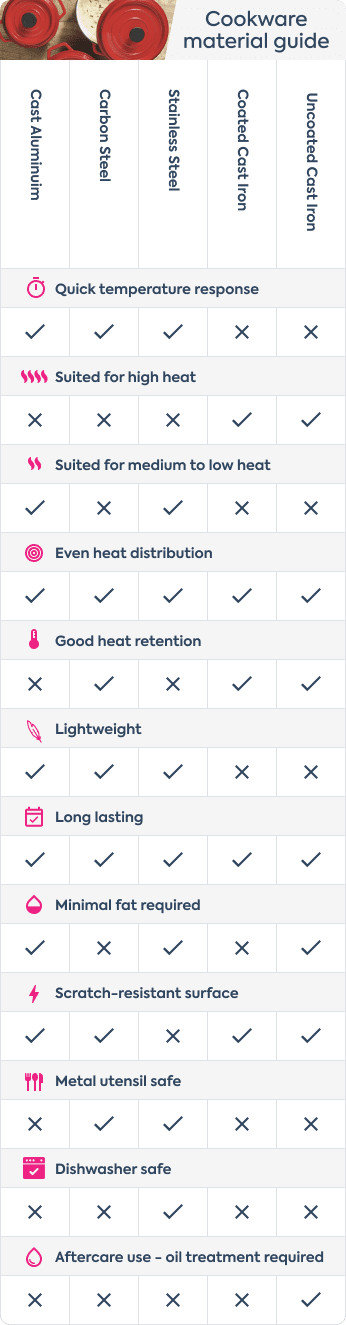 Cookware
material guide
Cast Aluminuim
Carbon Steel
Stainless Steel
Coated Cast Iron
Uncoated Cast Iron
Quick temperature response
Suited for high heat
Suited for medium to low heat
Even heat distribution
Good heat retention
Lightweight
Long lasting
Minimal fat required
Scratch-resistant surface
Metal utensil safe
Dishwasher safe
Aftercare use - oil treatment required